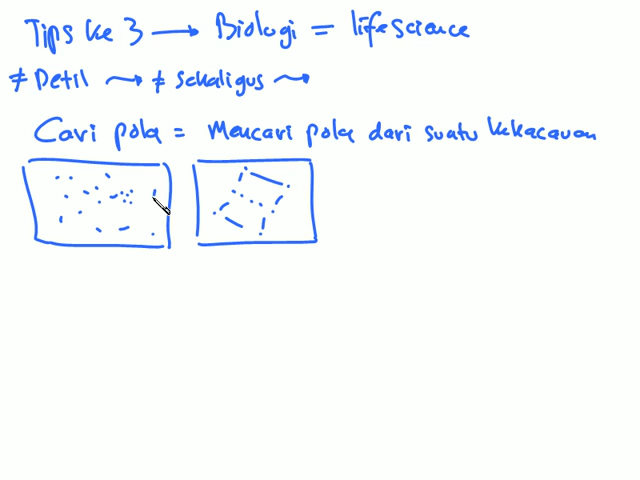 Tips ke 3 → Biologi = lifescience
≠ Detil → ≠ sekaligus →
Cari pola = Mencari pola dari suatu kekacauan